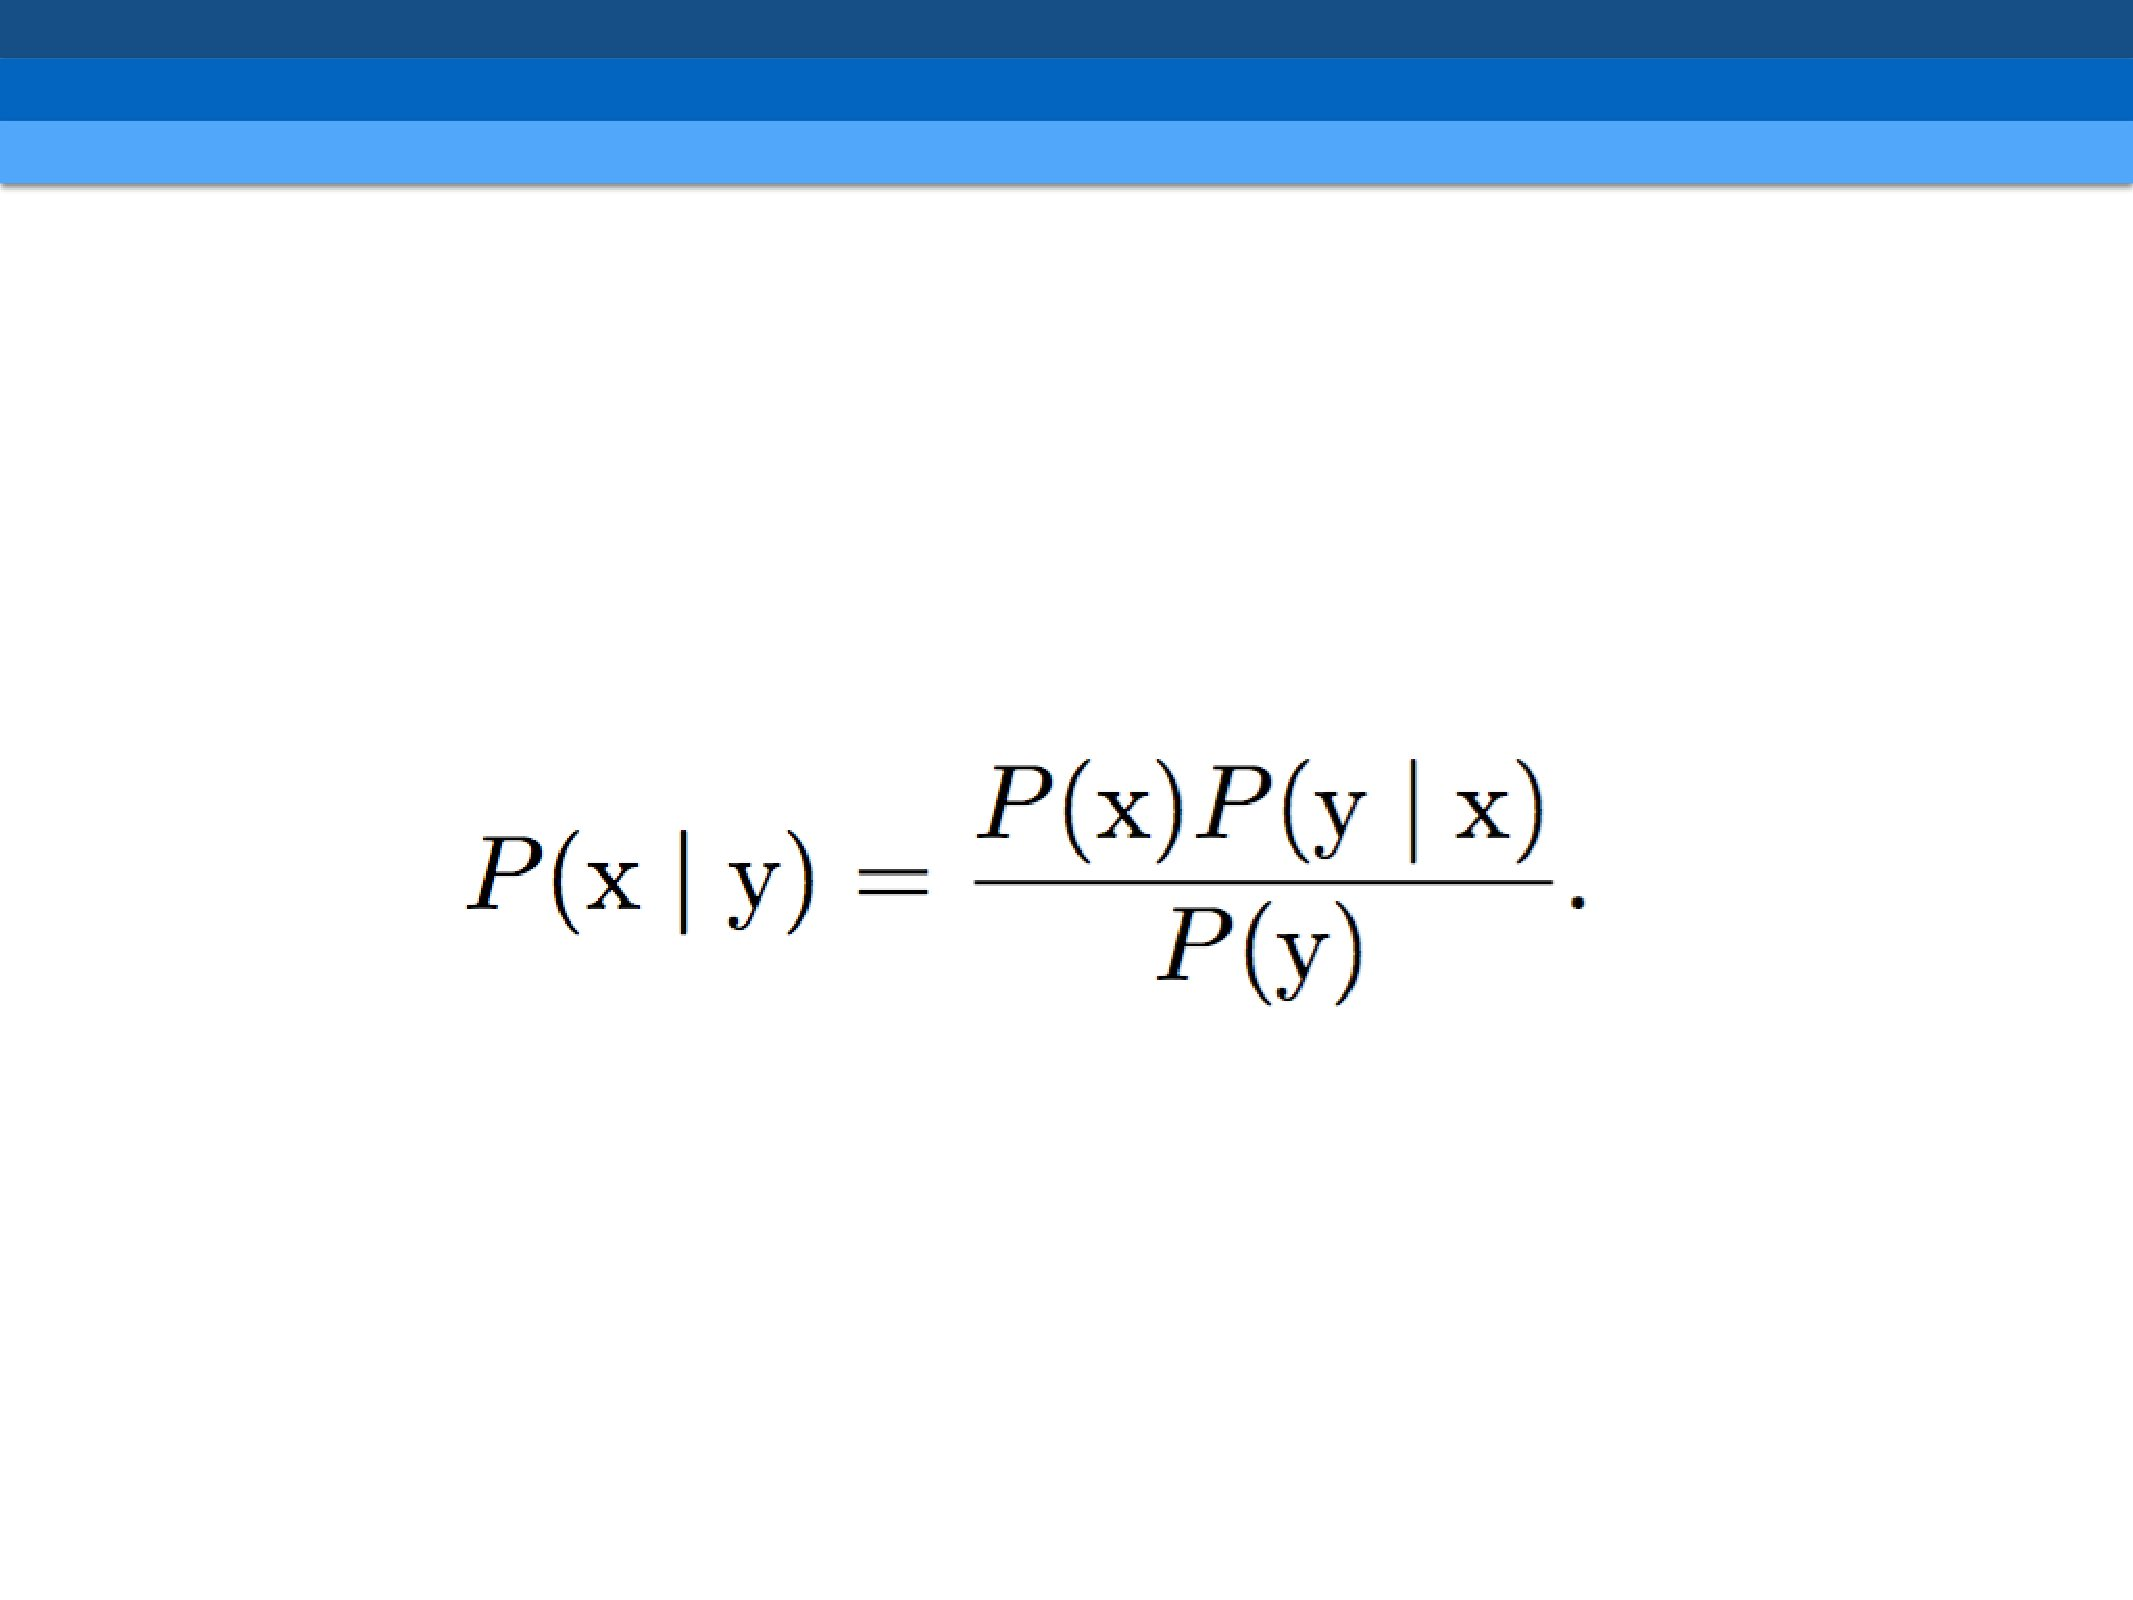 P(x | y) = P(x)P(y | x) / P(y).